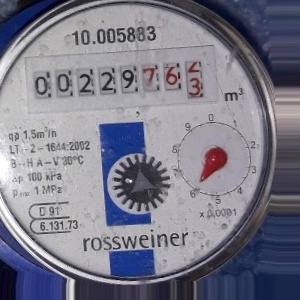 10.005883
0 0 2 2 9 7 6 3
m³
qp 1,5m³/h
LT - 2 - 1644:2002
B - H A - V 30°C
Δp 100 kPa
pmax 1 MPa
D 91
6.131.73
0
9
8
7
6
5
4
3
2
1
x 0,0001
rossweiner